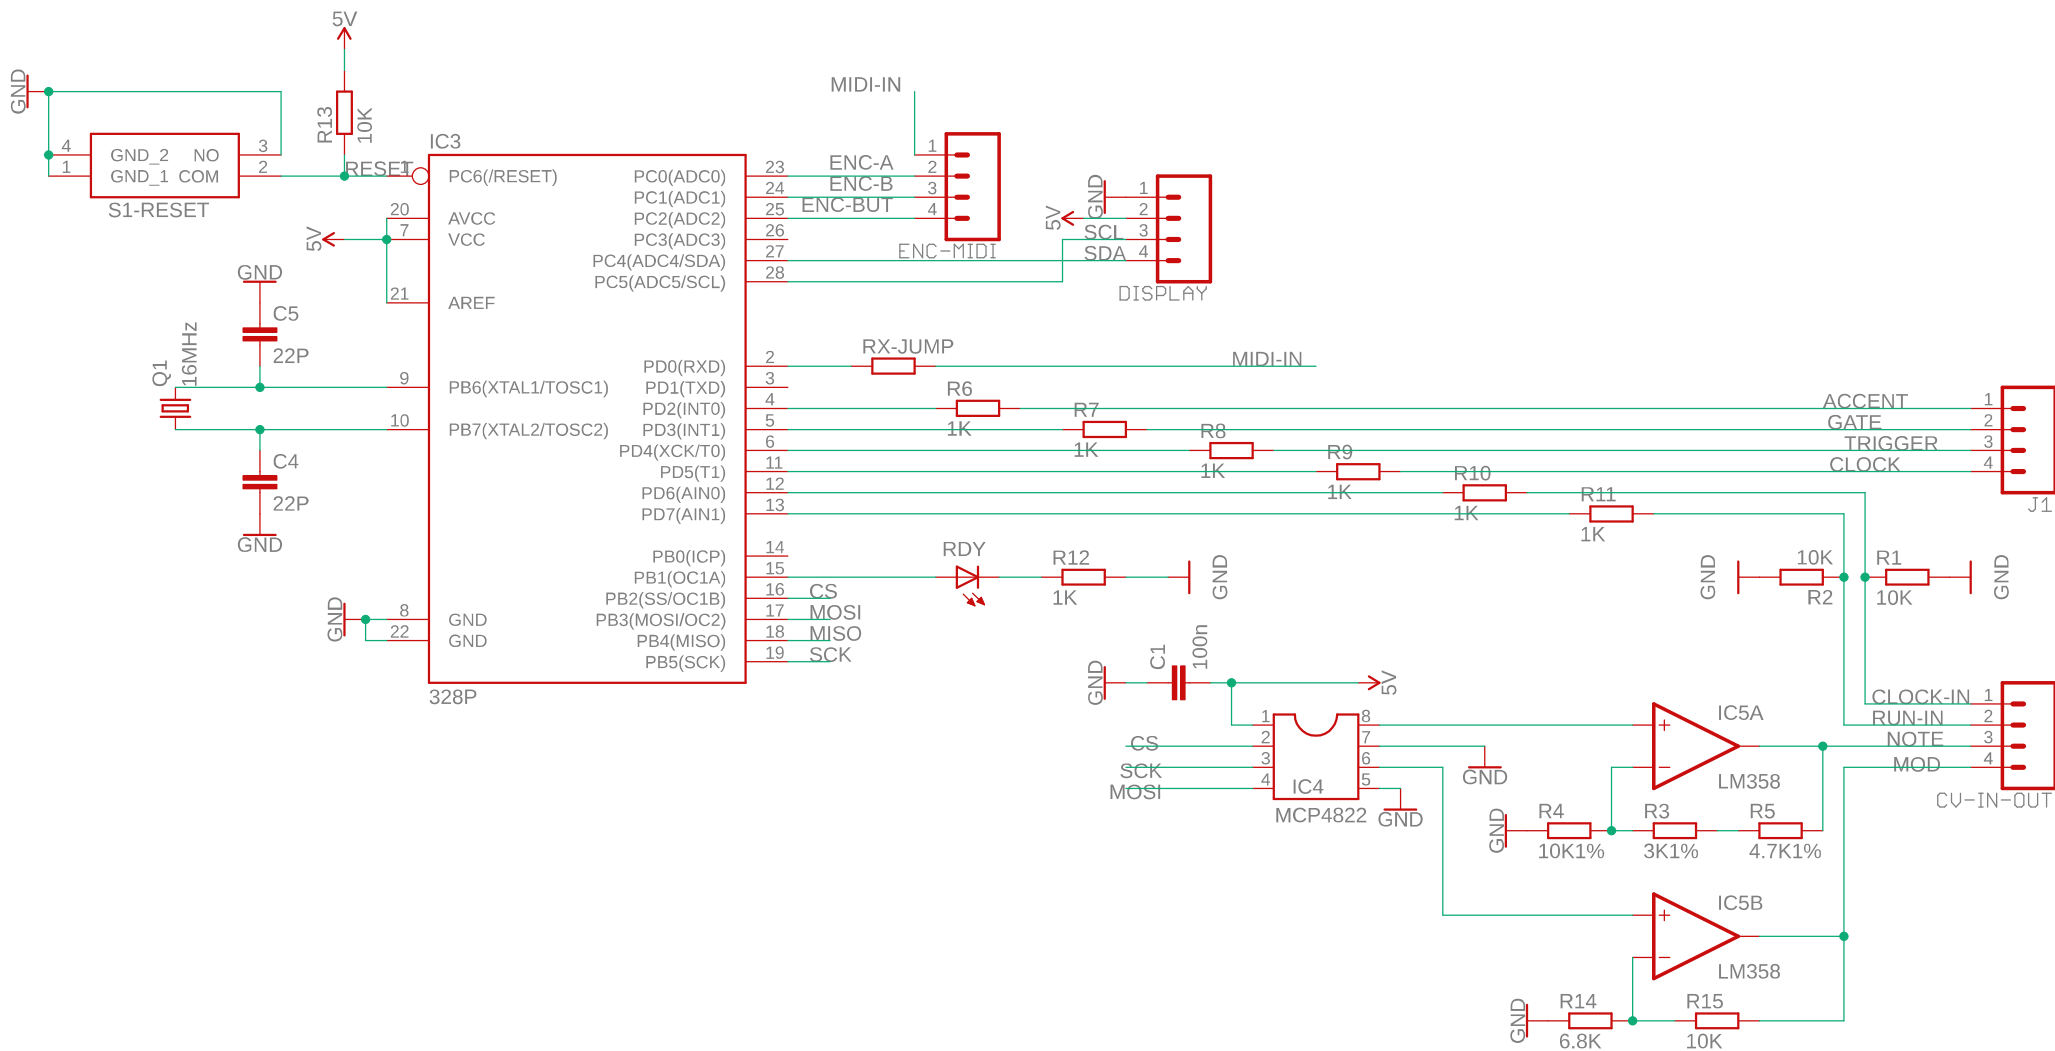 5V
GND
R13
10K
4 GND_2 NO 3
1 GND_1 COM 2
S1-RESET
RESET
1
IC3
PC6(/RESET)
20 AVCC
7 VCC
5V
21 AREF
GND
C5
22P
Q1
16MHz
9 PB6(XTAL1/TOSC1)
10 PB7(XTAL2/TOSC2)
C4
22P
GND
GND
8 GND
22 GND
328P
PC0(ADC0) 23
PC1(ADC1) 24
PC2(ADC2) 25
PC3(ADC3) 26
PC4(ADC4/SDA) 27
PC5(ADC5/SCL) 28
PD0(RXD) 2
PD1(TXD) 3
PD2(INT0) 4
PD3(INT1) 5
PD4(XCK/T0) 6
PD5(T1) 11
PD6(AIN0) 12
PD7(AIN1) 13
PB0(ICP) 14
PB1(OC1A) 15
PB2(SS/OC1B) 16
PB3(MOSI/OC2) 17
PB4(MISO) 18
PB5(SCK) 19
CS
MOSI
MISO
SCK
MIDI-IN
1
ENC-A 2
ENC-B 3
ENC-BUT 4
ENC-MIDI
GND 1
5V 2
SCL 3
SDA 4
DISPLAY
RX-JUMP
MIDI-IN
R6
1K
R7
1K
R8
1K
R9
1K
R10
1K
R11
1K
ACCENT 1
GATE 2
TRIGGER 3
CLOCK 4
J1
RDY
R12
1K
GND
GND
10K
R2
R1
10K
GND
GND
C1
100n
5V
1 8
CS 2 7
SCK 3 6
MOSI 4 5
IC4
MCP4822
GND
GND
IC5A
LM358
CLOCK-IN 1
RUN-IN 2
NOTE 3
MOD 4
CV-IN-OUT
GND
R4
10K1%
R3
3K1%
R5
4.7K1%
IC5B
LM358
GND
R14
6.8K
R15
10K